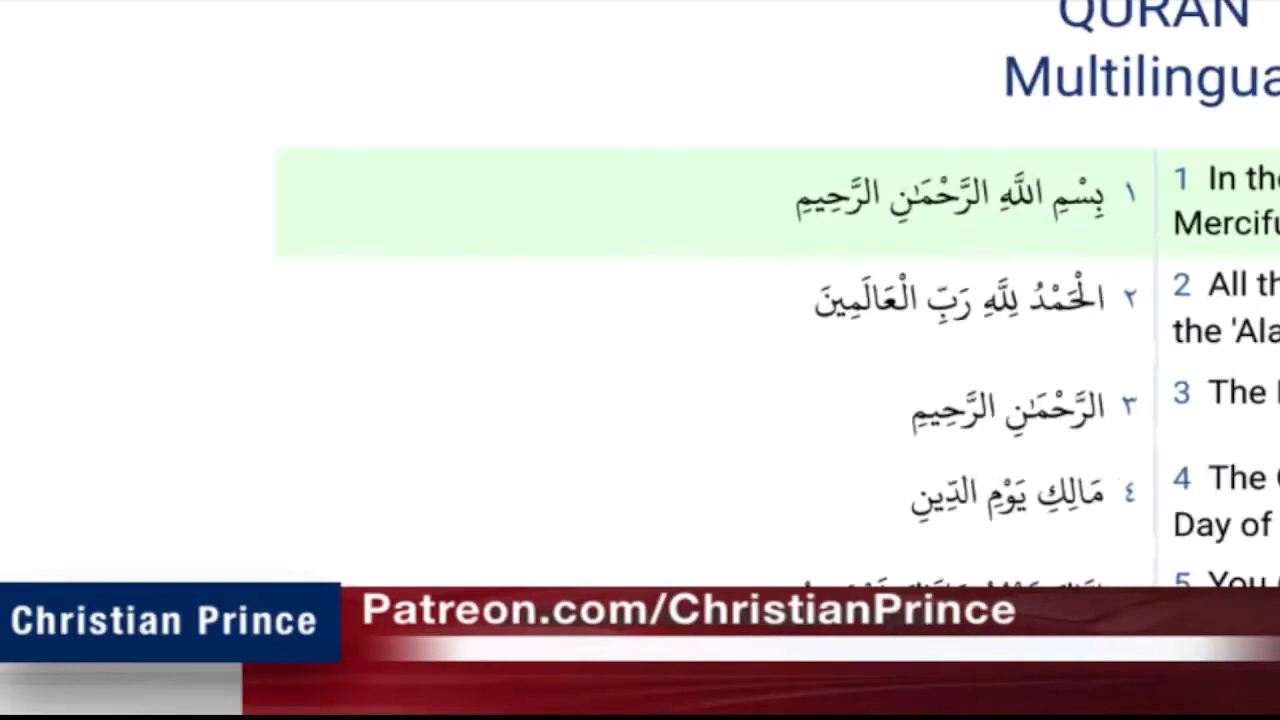 QURAN
Multilingua
١ بِسْمِ اللَّهِ الرَّحْمَٰنِ الرَّحِيمِ
1 In the
Mercifu
٢ الْحَمْدُ لِلَّهِ رَبِّ الْعَالَمِينَ
2 All th
the 'Ala
٣ الرَّحْمَٰنِ الرَّحِيمِ
3 The
٤ مَالِكِ يَوْمِ الدِّينِ
4 The
Day of
5 You
Christian Prince
Patreon.com/ChristianPrince